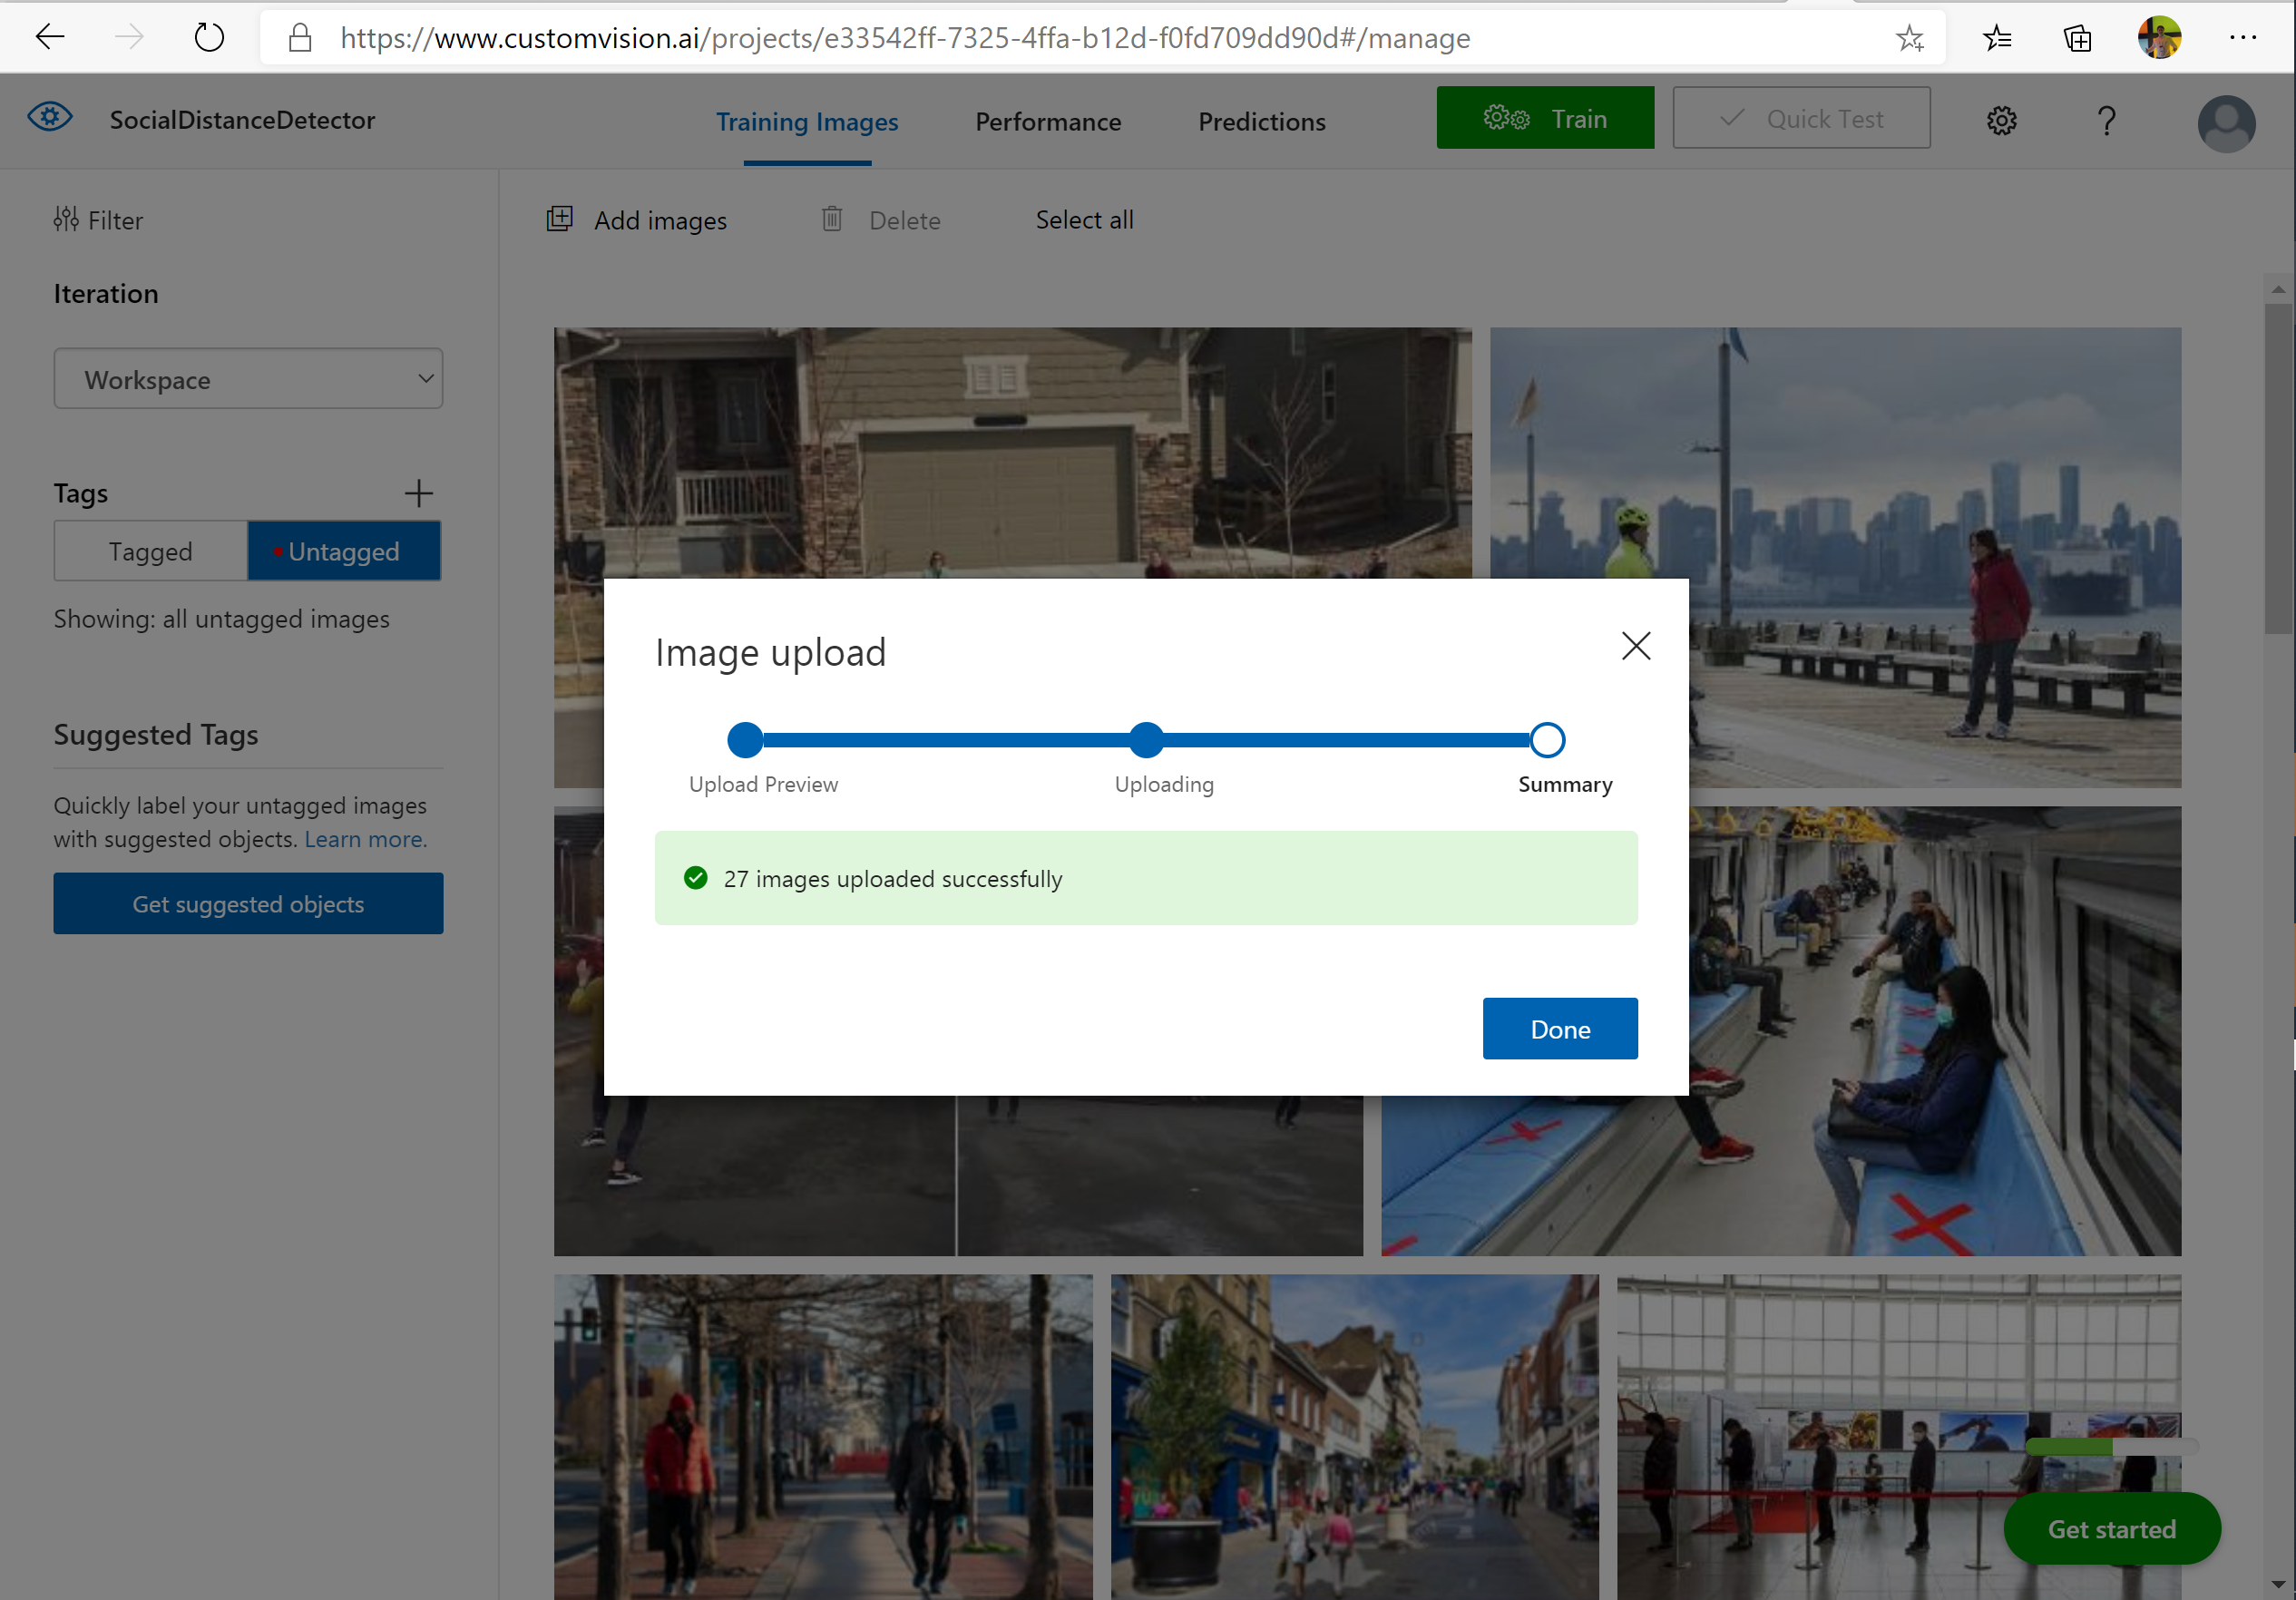 https://www.customvision.ai/projects/e33542ff-7325-4ffa-b12d-f0fd709dd90d#/manage
SocialDistanceDetector
Training Images
Performance
Predictions
Train
Quick Test
?
Filter
Add images
Delete
Select all
Iteration
Workspace
Tags
Tagged
Untagged
Showing: all untagged images
Suggested Tags
Quickly label your untagged images
with suggested objects. Learn more.
Get suggested objects
Image upload
Upload Preview
Uploading
Summary
27 images uploaded successfully
Done
Get started